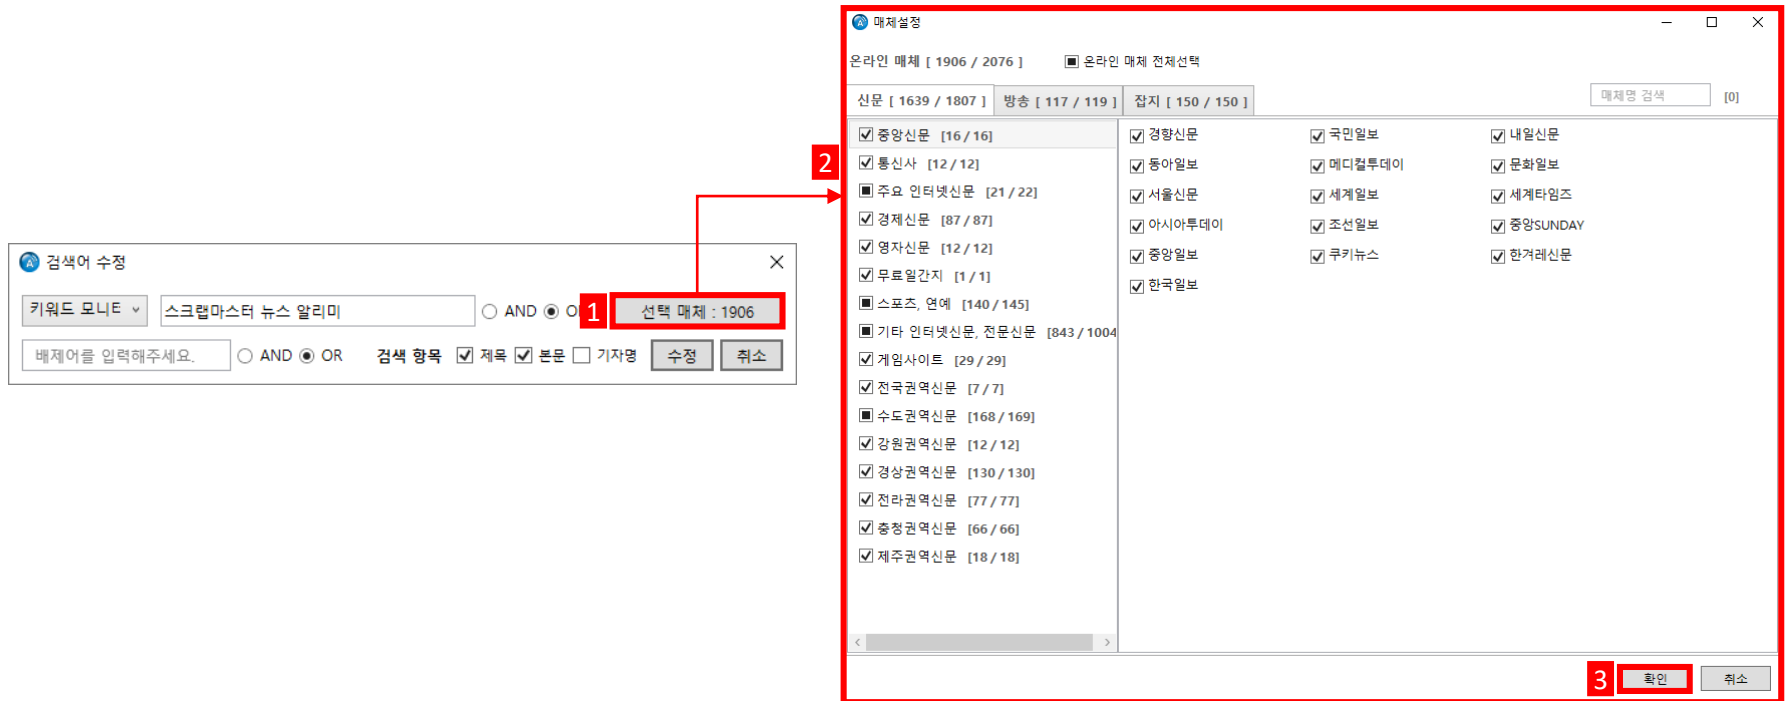 검색어 수정
키워드 모니터
스크랩마스터 뉴스 알리미
AND
1
선택 매체 : 1906
배제어를 입력해주세요.
AND
OR
검색 항목
제목
본문
기자명
수정
취소
2
매체설정
온라인 매체 [ 1906 / 2076 ]
온라인 매체 전체선택
신문 [ 1639 / 1807 ]
방송 [ 117 / 119 ]
잡지 [ 150 / 150 ]
매체명 검색
[0]
중앙신문 [16 / 16]
통신사 [12 / 12]
주요 인터넷신문 [21 / 22]
경제신문 [87 / 87]
영자신문 [12 / 12]
무료일간지 [1 / 1]
스포츠, 연예 [140 / 145]
기타 인터넷신문, 전문신문 [843 / 1004
게임사이트 [29 / 29]
전국권역신문 [7 / 7]
수도권역신문 [168 / 169]
강원권역신문 [12 / 12]
경상권역신문 [130 / 130]
전라권역신문 [77 / 77]
충청권역신문 [66 / 66]
제주권역신문 [18 / 18]
경향신문 국민일보 내일신문
동아일보 메디컬투데이 문화일보
서울신문 세계일보 세계타임즈
아시아투데이 조선일보 중앙SUNDAY
중앙일보 쿠키뉴스 한겨레신문
한국일보
3
확인
취소